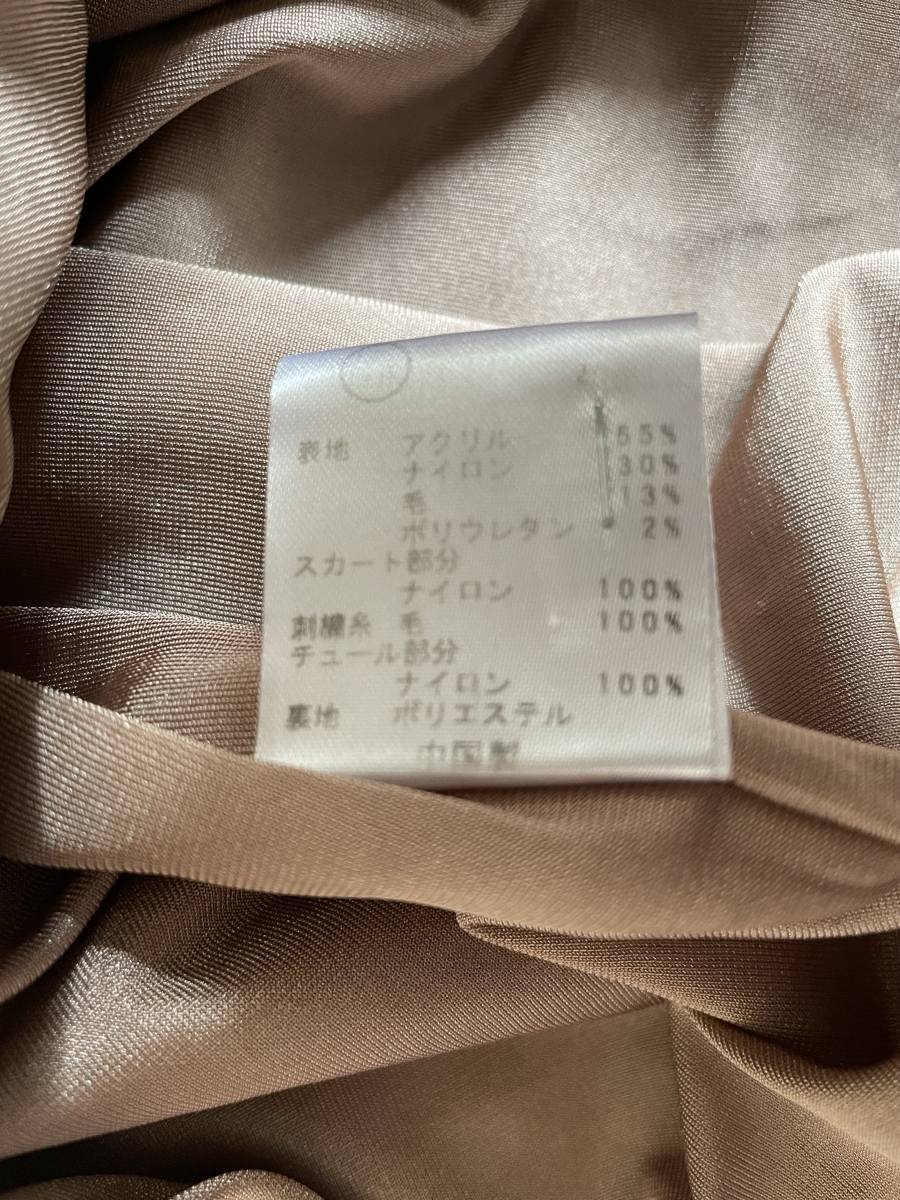 表地 アクリル 55%
ナイロン 30%
毛 13%
ポリウレタン 2%
スカート部分
ナイロン 100%
刺繍糸 毛 100%
チュール部分
ナイロン 100%
裏地 ポリエステル
中国製